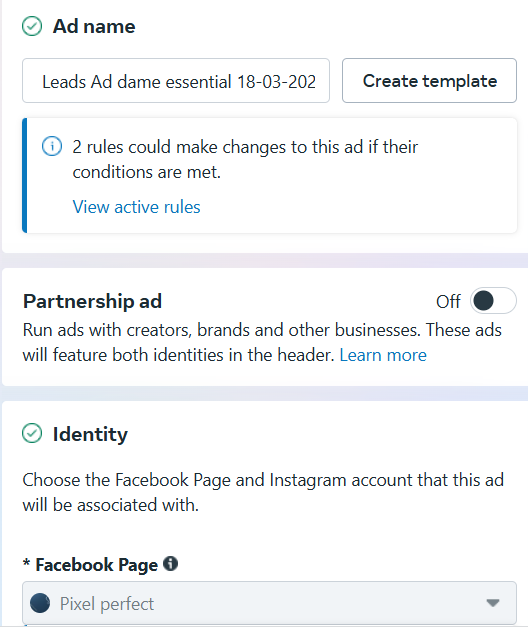 Ad name
Leads Ad dame essential 18-03-202
Create template
2 rules could make changes to this ad if their
conditions are met.
View active rules
Partnership ad
Off
Run ads with creators, brands and other businesses. These ads
will feature both identities in the header. Learn more
Identity
Choose the Facebook Page and Instagram account that this ad
will be associated with.
* Facebook Page
Pixel perfect